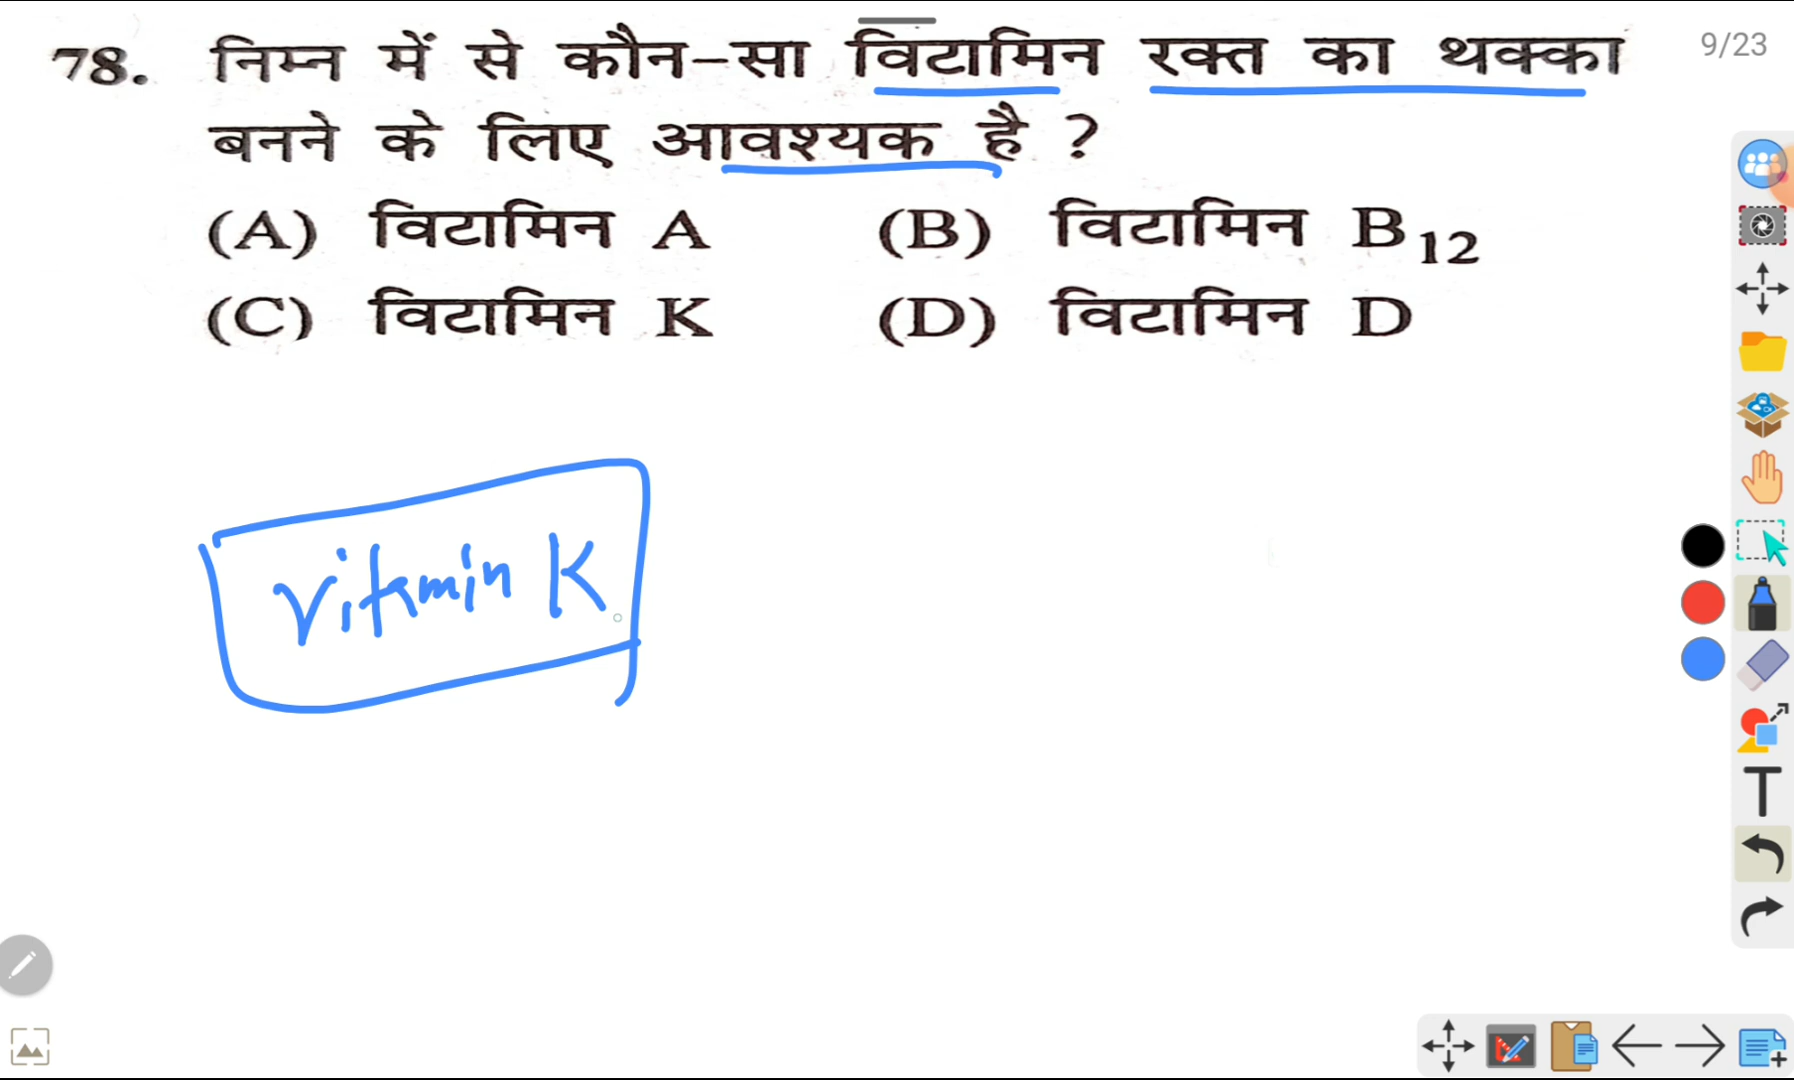 78. निम्न में से कौन-सा विटामिन रक्त का थक्का
बनने के लिए आवश्यक है ?
(A) विटामिन A (B) विटामिन B12
(C) विटामिन K (D) विटामिन D
vitamin K
9/23
T